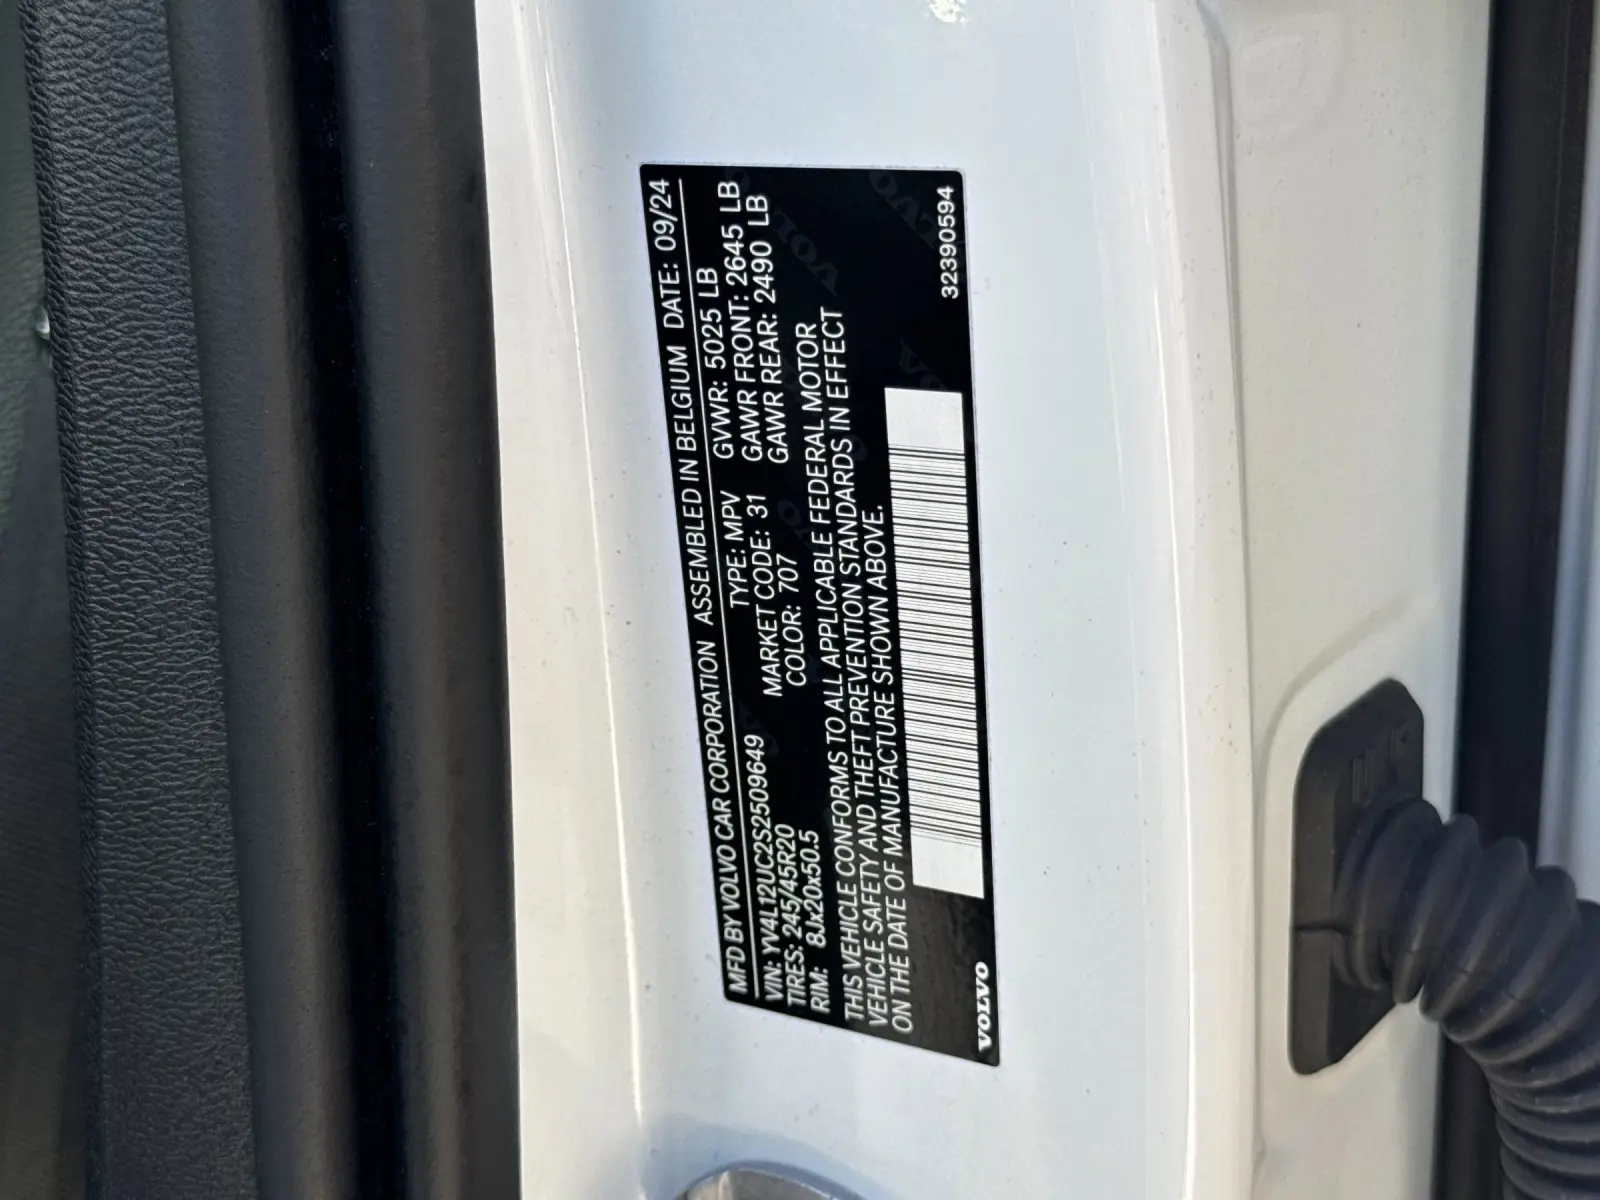 MFD BY VOLVO CAR CORPORATION ASSEMBLED IN BELGIUM DATE: 09/24
VIN: YV4L12UC2S2509649 TYPE: MPV GVWR: 5025 LB
TIRES: 245/45R20 MARKET CODE: 31 GAWR FRONT: 2645 LB
RIM: 8Jx20x50.5 COLOR: 707 GAWR REAR: 2490 LB
THIS VEHICLE CONFORMS TO ALL APPLICABLE FEDERAL MOTOR
VEHICLE SAFETY AND THEFT PREVENTION STANDARDS IN EFFECT
ON THE DATE OF MANUFACTURE SHOWN ABOVE.
VOLVO 32390594